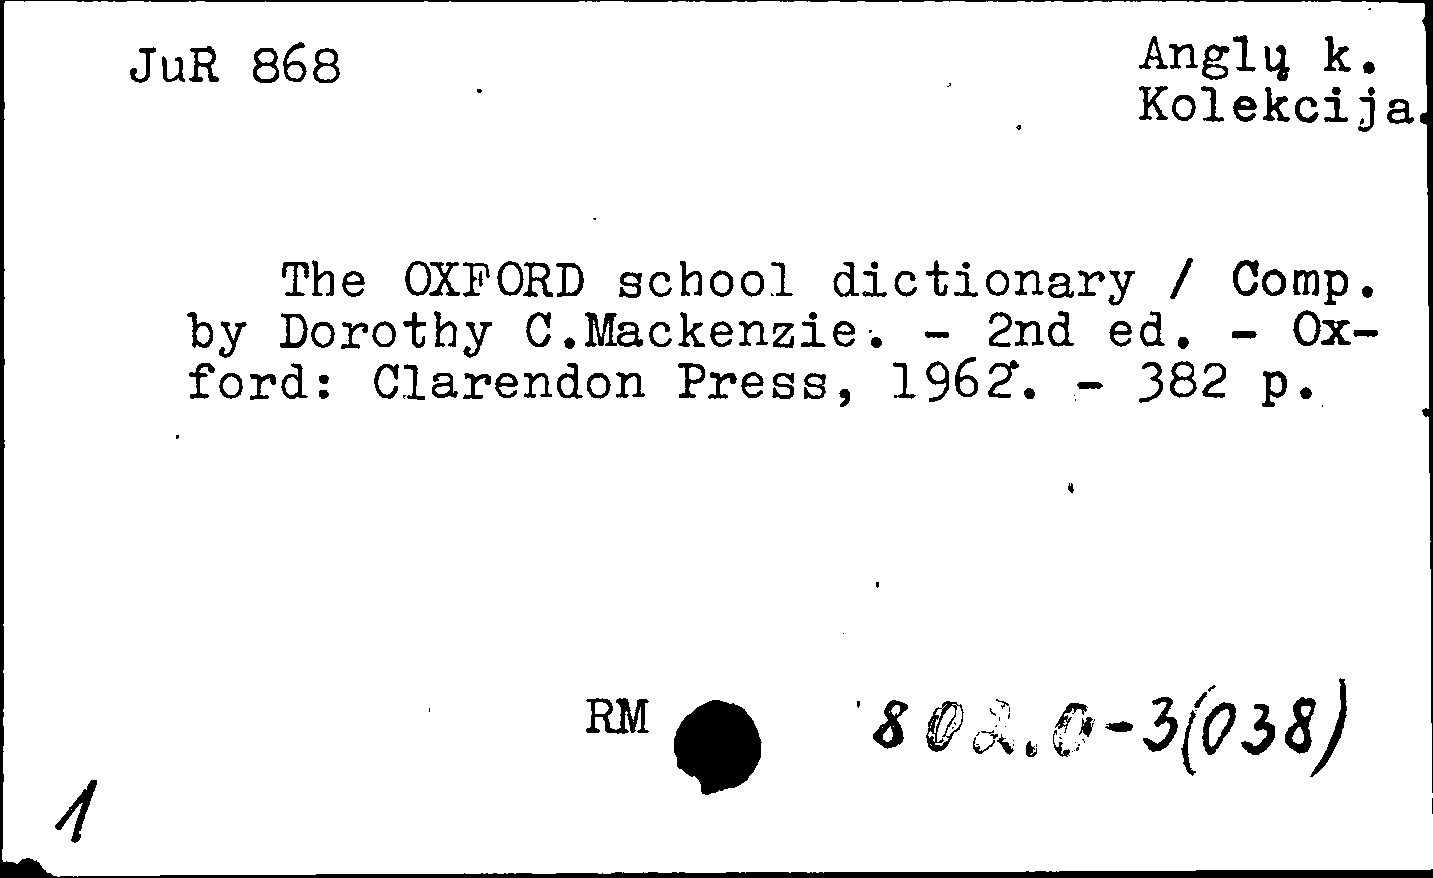 JuR 868
Anglų k.
Kolekcija.
The OXFORD school dictionary / Comp.
by Dorothy C.Mackenzie. - 2nd ed. - Ox-
ford: Clarendon Press, 1962. - 382 p.
RM
802.0-3(038)
1